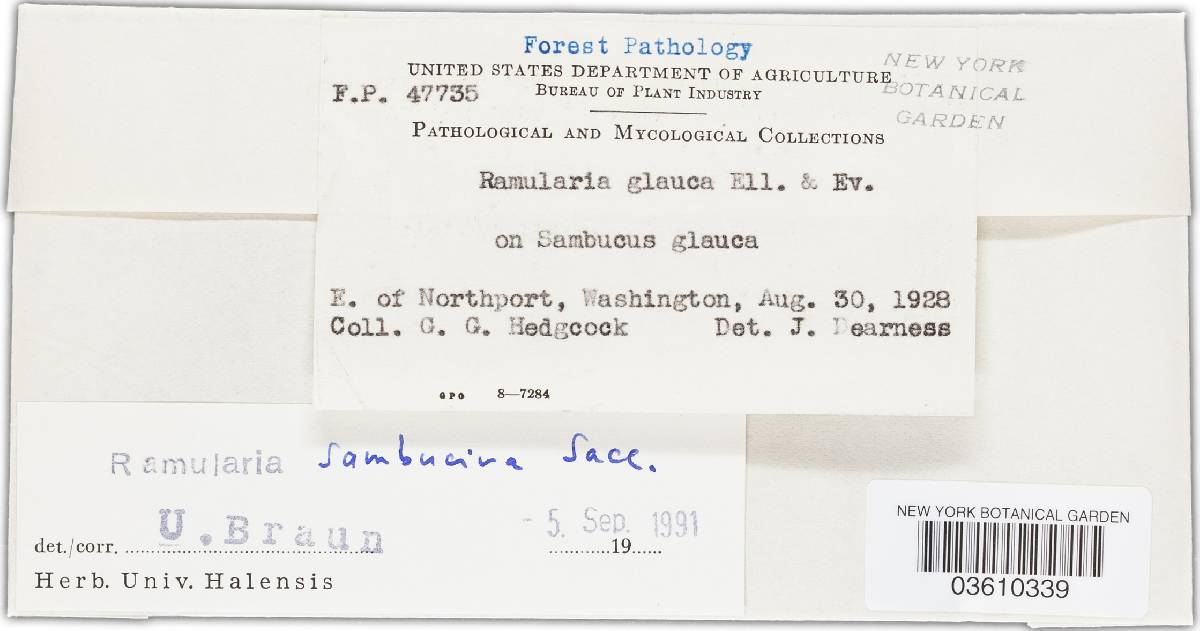 Forest Pathology
UNITED STATES DEPARTMENT OF AGRICULTURE
F.P. 47735
BUREAU OF PLANT INDUSTRY
NEW YORK
BOTANICAL
GARDEN
PATHOLOGICAL AND MYCOLOGICAL COLLECTIONS
Ramularia glauca Ell. & Ev.
on Sambucus glauca
E. of Northport, Washington, Aug. 30, 1928
Coll. G. G. Hedgcock Det. J. Dearness
GPO 8—7284
Ramularia sambucina Sacc.
U. Braun - 5. Sep. 1991
det./corr. ............ 19......
Herb. Univ. Halensis
NEW YORK BOTANICAL GARDEN
03610339